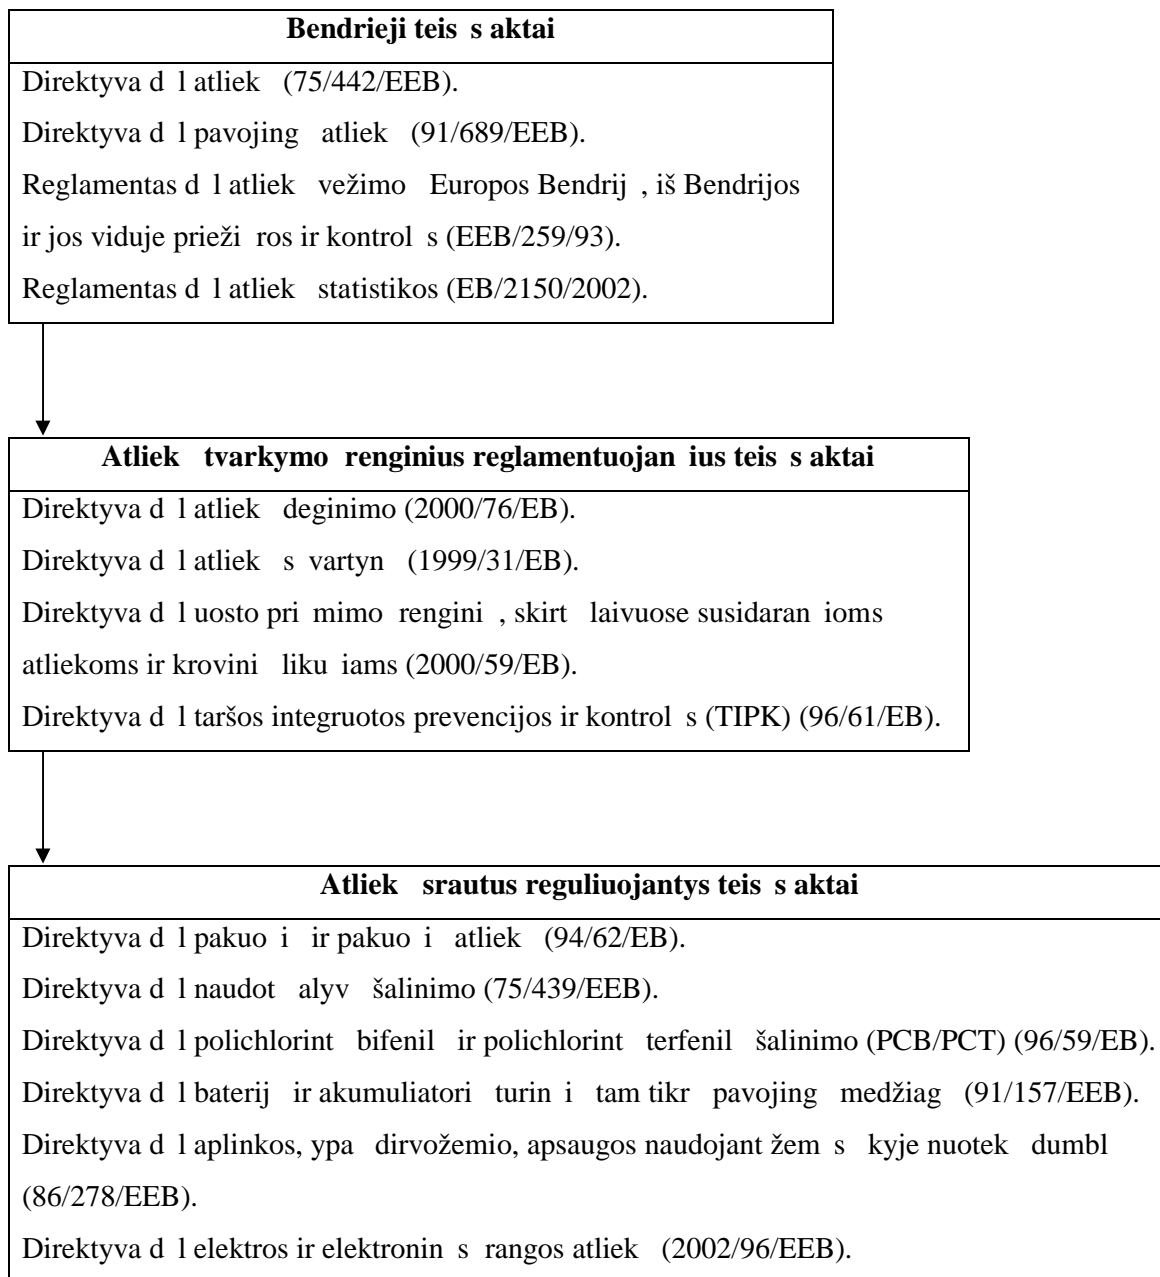 Bendrieji teis s aktai
Direktyva d l atliek (75/442/EEB).
Direktyva d l pavojing atliek (91/689/EEB).
Reglamentas d l atliek vežimo Europos Bendrij , iš Bendrijos
ir jos viduje prieži ros ir kontrol s (EEB/259/93).
Reglamentas d l atliek statistikos (EB/2150/2002).
Atliek tvarkymo renginius reglamentuojan ius teis s aktai
Direktyva d l atliek deginimo (2000/76/EB).
Direktyva d l atliek s vartyn (1999/31/EB).
Direktyva d l uosto pri mimo rengini , skirt laivuose susidaran ioms
atliekoms ir krovini liku iams (2000/59/EB).
Direktyva d l taršos integruotos prevencijos ir kontrol s (TIPK) (96/61/EB).
Atliek srautus reguliuojantys teis s aktai
Direktyva d l pakuo i ir pakuo i atliek (94/62/EB).
Direktyva d l naudot alyv šalinimo (75/439/EEB).
Direktyva d l polichlorint bifenil ir polichlorint terfenil šalinimo (PCB/PCT) (96/59/EB).
Direktyva d l baterij ir akumuliatori turin i tam tikr pavojing medžiag (91/157/EEB).
Direktyva d l aplinkos, ypa dirvožemio, apsaugos naudojant žem s kyje nuotek dumbl
(86/278/EEB).
Direktyva d l elektros ir elektronin s rangos atliek (2002/96/EEB).